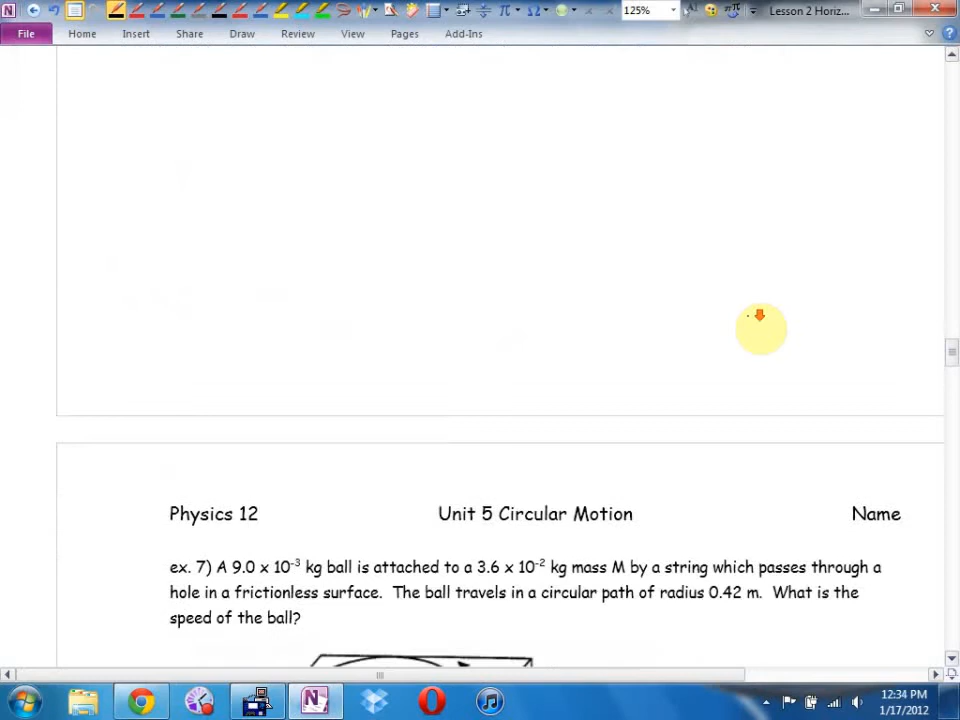 125% Lesson 2 Horiz...
File Home Insert Share Draw Review View Pages Add-Ins
Physics 12 Unit 5 Circular Motion Name
ex. 7) A 9.0 x 10⁻³ kg ball is attached to a 3.6 x 10⁻² kg mass M by a string which passes through a
hole in a frictionless surface. The ball travels in a circular path of radius 0.42 m. What is the
speed of the ball?
12:34 PM
1/17/2012